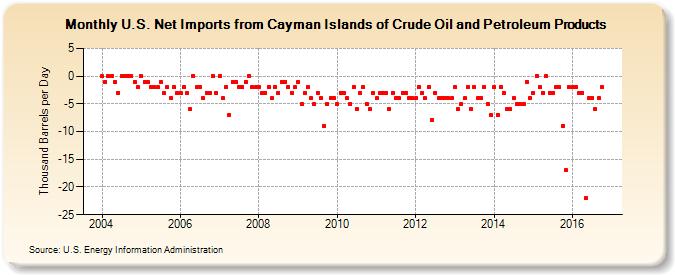 Monthly U.S. Net Imports from Cayman Islands of Crude Oil and Petroleum Products
Thousand Barrels per Day
5
0
-5
-10
-15
-20
-25
2004 2006 2008 2010 2012 2014 2016
Source: U.S. Energy Information Administration